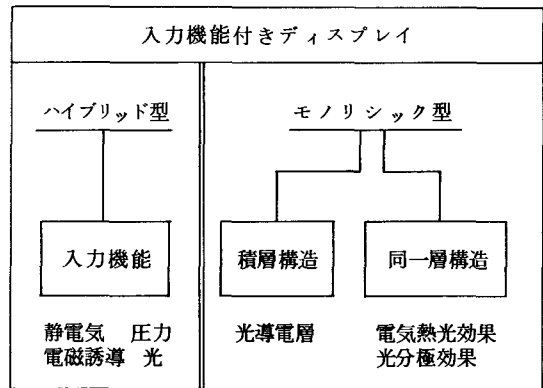 入力機能付きディスプレイ
ハイブリッド型
モノリシック型
入力機能
積層構造
同一層構造
静電気 圧力
電磁誘導 光
光導電層
電気熱光効果
光分極効果